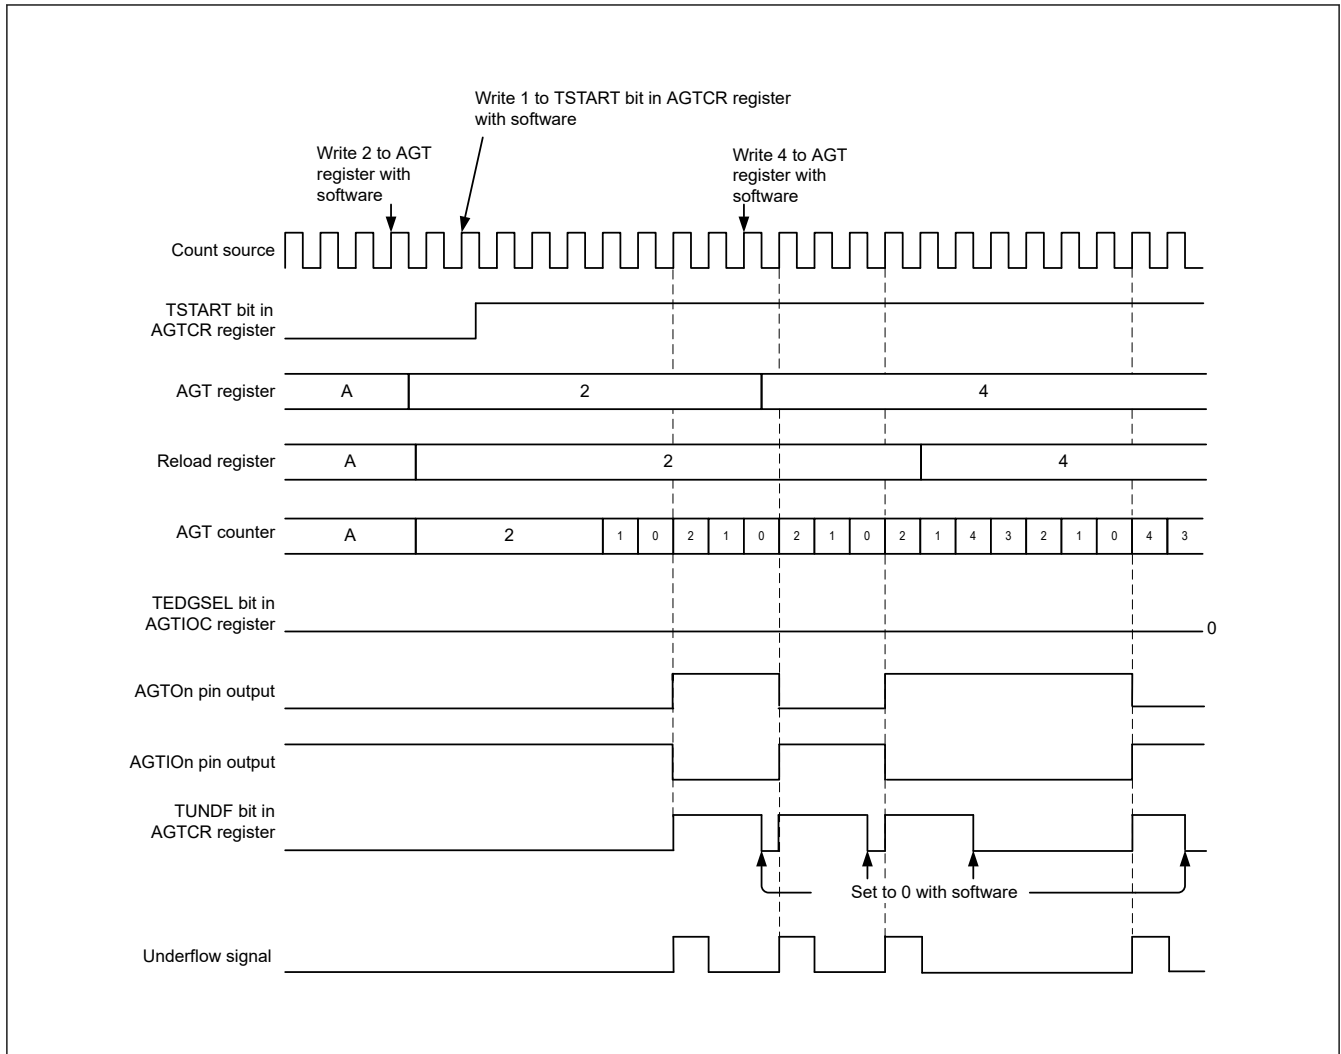 Write 1 to TSTART bit in AGTCR register
with software
Write 2 to AGT
register with
software
Write 4 to AGT
register with
software
Count source
TSTART bit in
AGTCR register
AGT register
A
2
4
Reload register
A
2
4
AGT counter
A
2
1
0
2
1
0
2
1
0
2
1
4
3
2
1
0
4
3
TEDGSEL bit in
AGTIOC register
0
AGTOn pin output
AGTIOn pin output
TUNDF bit in
AGTCR register
Set to 0 with software
Underflow signal